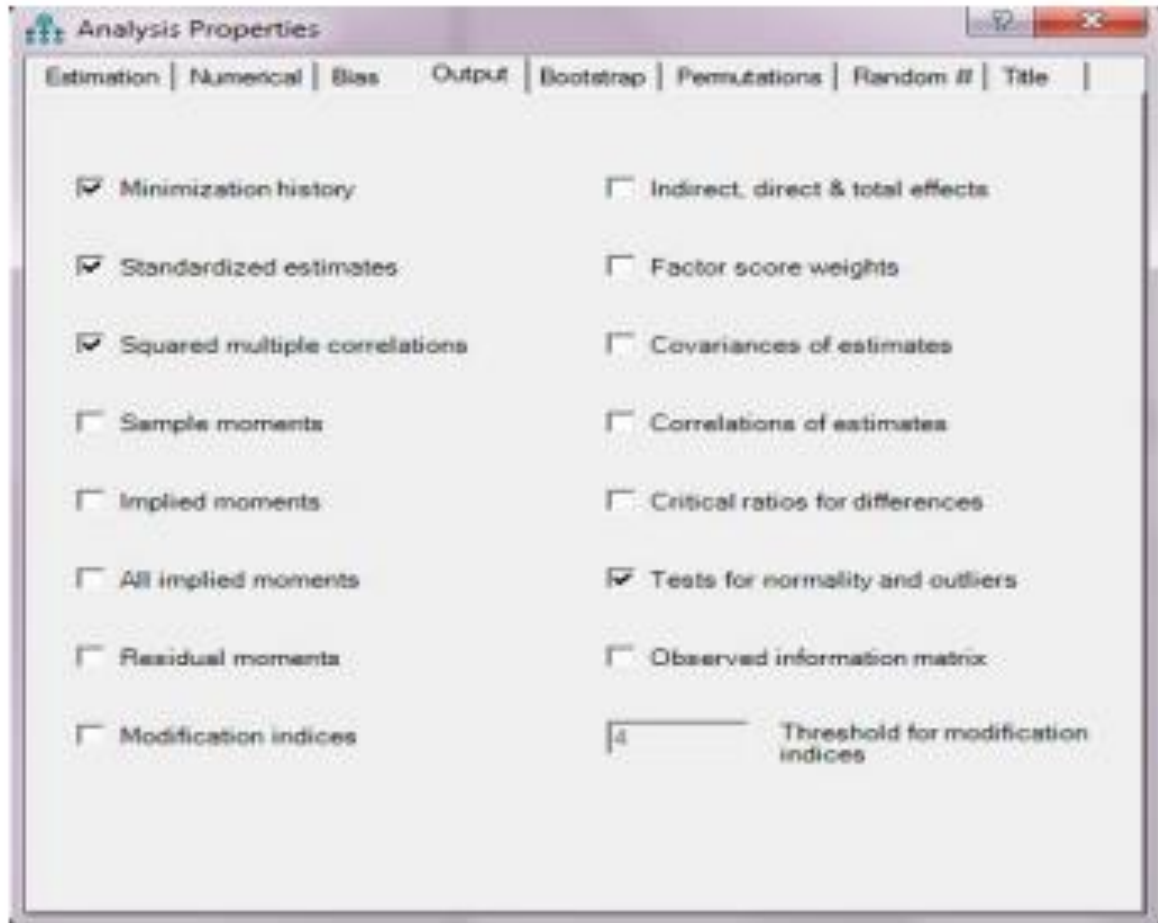 Analysis Properties
Estimation
Numerical
Bias
Output
Bootstrap
Permutations
Random #
Title
Minimization history
Standardized estimates
Squared multiple correlations
Sample moments
Implied moments
All implied moments
Residual moments
Modification indices
Indirect, direct & total effects
Factor score weights
Covariances of estimates
Correlations of estimates
Critical ratios for differences
Tests for normality and outliers
Observed information matrix
4
Threshold for modification
indices